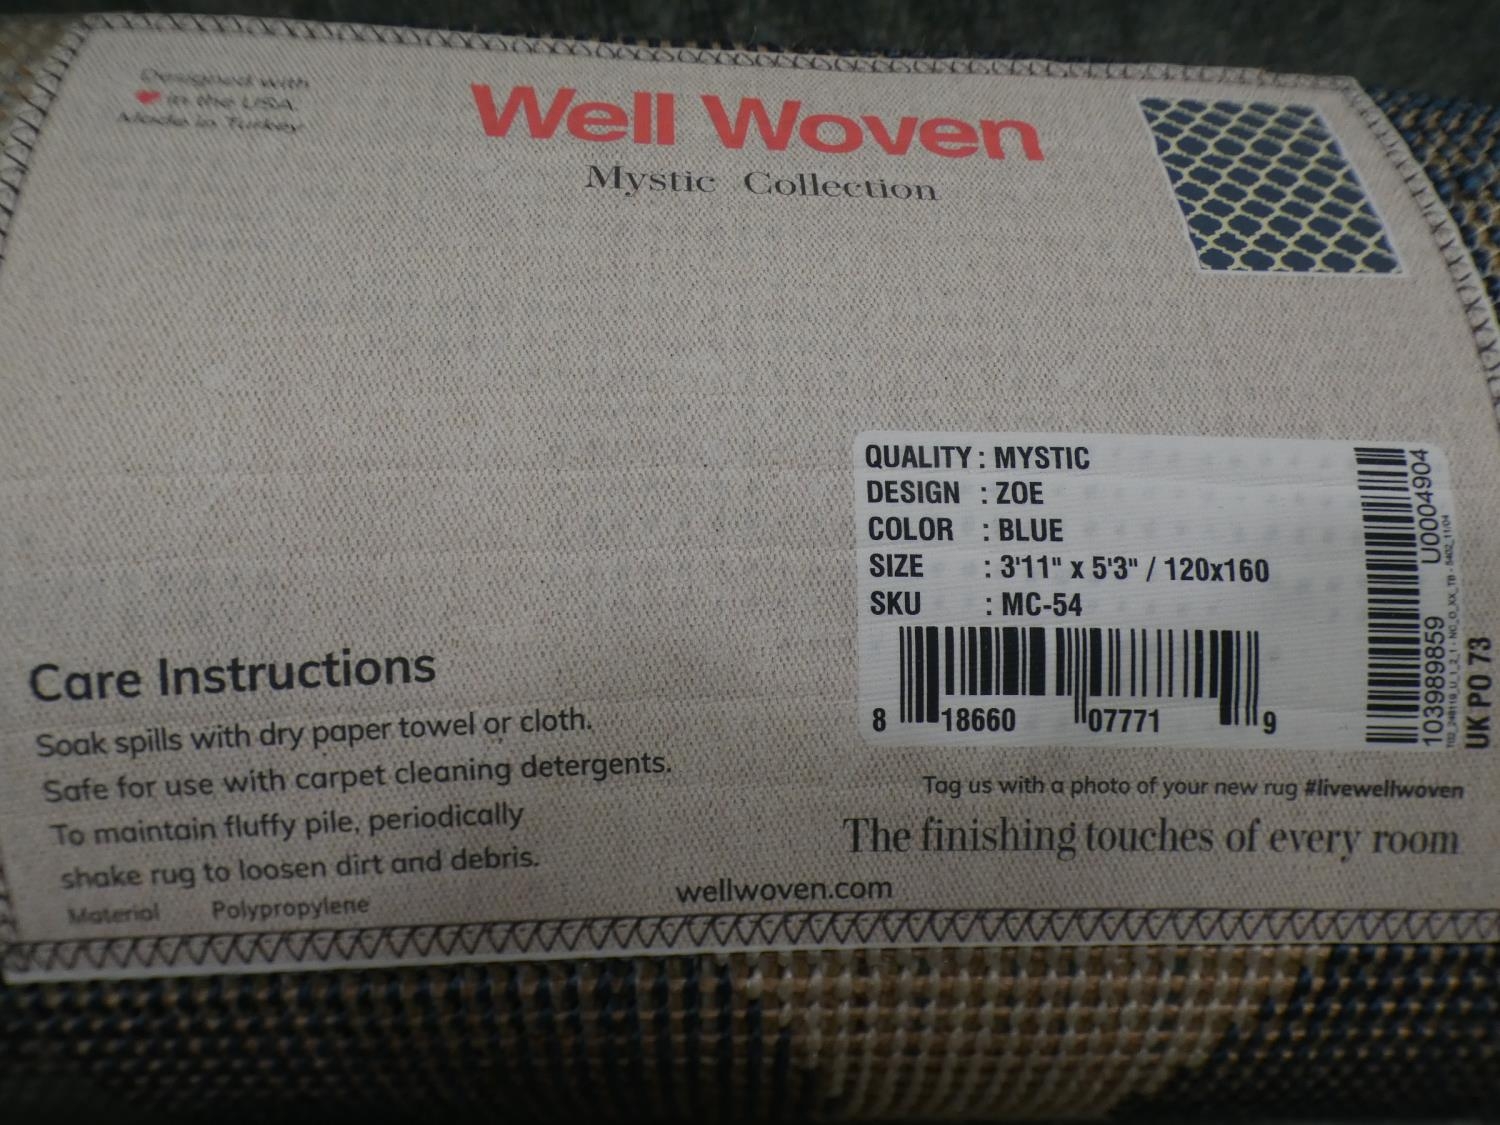 Designed with
❤ in the USA.
Made in Turkey
Well Woven
Mystic Collection
QUALITY : MYSTIC
DESIGN : ZOE
COLOR : BLUE
SIZE : 3'11" x 5'3" / 120x160
SKU : MC-54
8 18660 07771 9
103989859 U0004904
UK PO 73
Care Instructions
Soak spills with dry paper towel or cloth.
Safe for use with carpet cleaning detergents.
To maintain fluffy pile, periodically
shake rug to loosen dirt and debris.
Material Polypropylene
Tag us with a photo of your new rug #livewellwoven
The finishing touches of every room
wellwoven.com